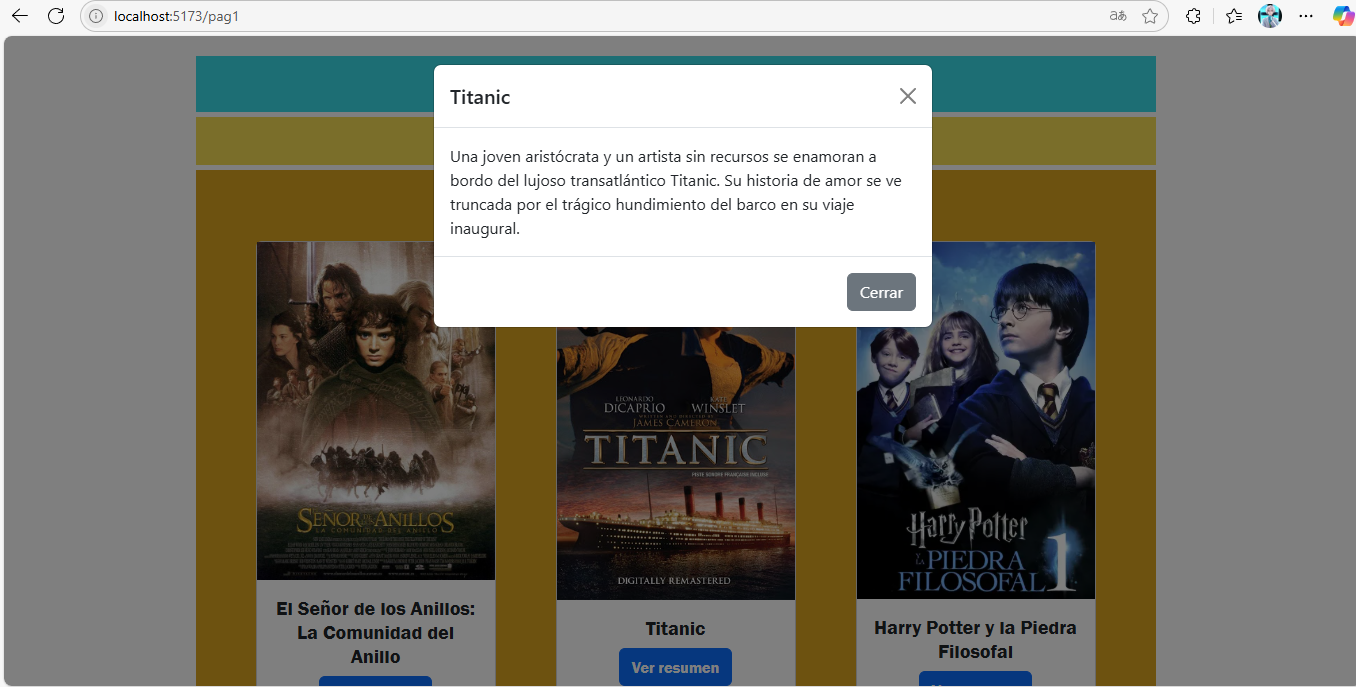 localhost:5173/pag1
Titanic
Una joven aristócrata y un artista sin recursos se enamoran a
bordo del lujoso transatlántico Titanic. Su historia de amor se ve
truncada por el trágico hundimiento del barco en su viaje
inaugural.
Cerrar
SEÑOR DE LOS ANILLOS
LA COMUNIDAD DEL ANILLO
El Señor de los Anillos:
La Comunidad del
Anillo
LEONARDO KATE
DICAPRIO WINSLET
WRITTEN AND DIRECTED BY
JAMES CAMERON
TITANIC
DIGITALLY REMASTERED
Titanic
Ver resumen
Harry Potter
Y LA PIEDRA
FILOSOFAL 1
Harry Potter y la Piedra
Filosofal